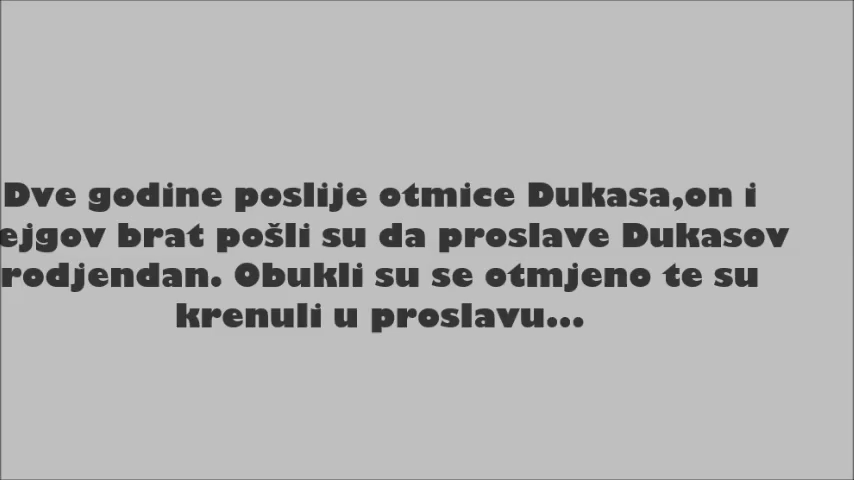 Dve godine poslije otmice Dukasa,on i
ejgov brat pošli su da proslave Dukasov
rodjendan. Obukli su se otmjeno te su
krenuli u proslavu...